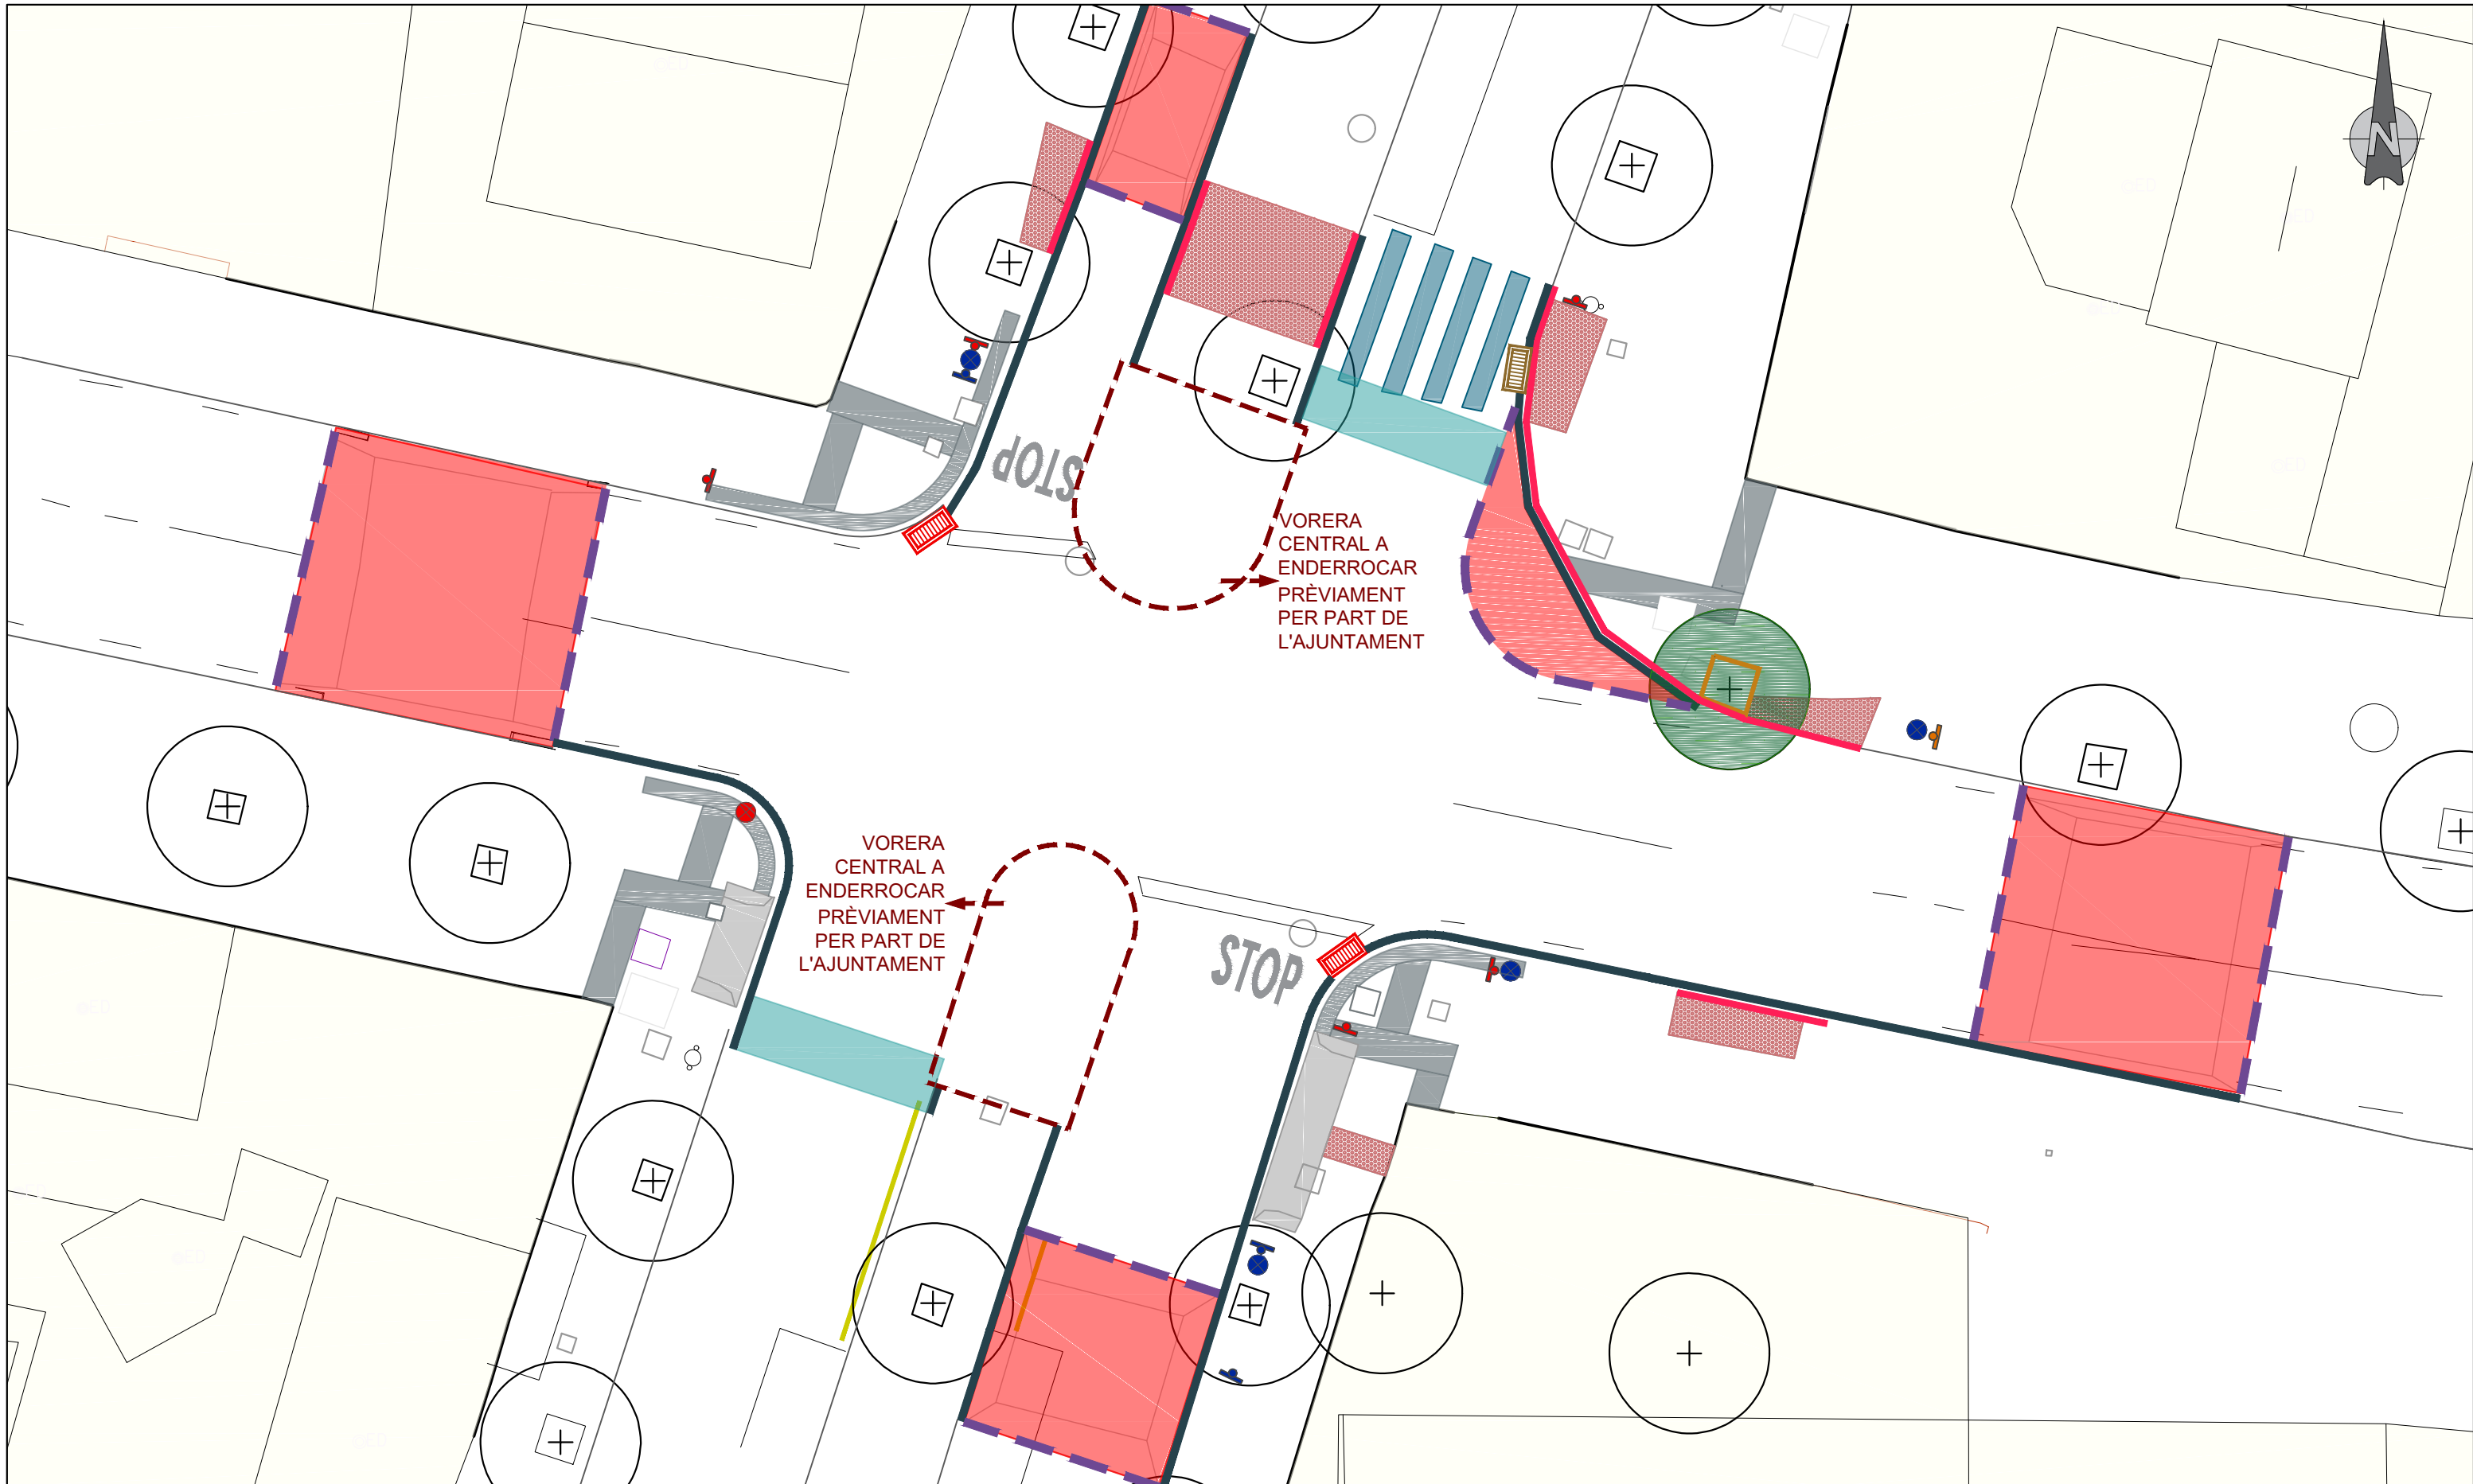 N
STOP
VORERA
CENTRAL A
ENDERROCAR
PRÈVIAMENT
PER PART DE
L'AJUNTAMENT
VORERA
CENTRAL A
ENDERROCAR
PRÈVIAMENT
PER PART DE
L'AJUNTAMENT
STOP